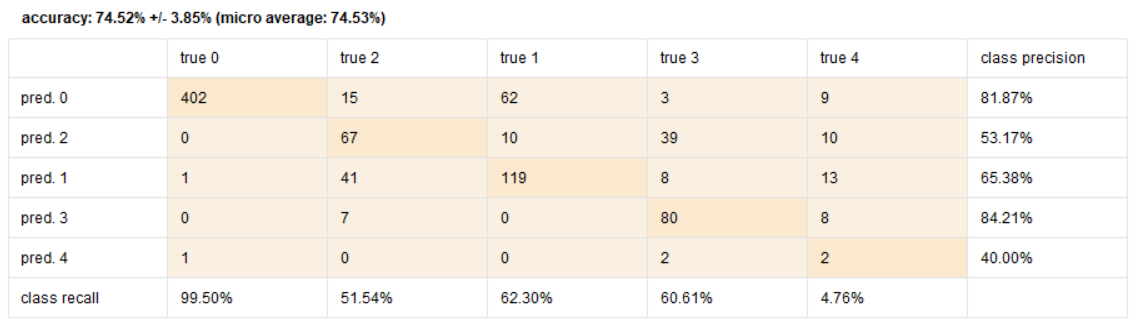 accuracy: 74.52% +/- 3.85% (micro average: 74.53%)
true 0 true 2 true 1 true 3 true 4 class precision
pred. 0 402 15 62 3 9 81.87%
pred. 2 0 67 10 39 10 53.17%
pred. 1 1 41 119 8 13 65.38%
pred. 3 0 7 0 80 8 84.21%
pred. 4 1 0 0 2 2 40.00%
class recall 99.50% 51.54% 62.30% 60.61% 4.76%